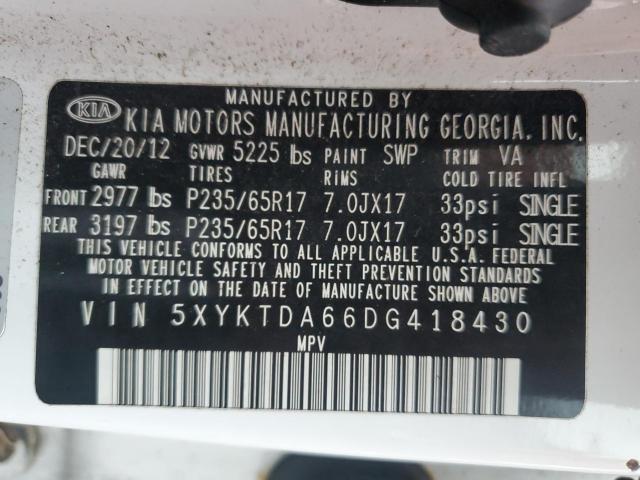 MANUFACTURED BY
KIA KIA MOTORS MANUFACTURING GEORGIA, INC.
DEC/20/12 GVWR 5225 lbs PAINT SWP TRIM VA
GAWR TIRES RIMS COLD TIRE INFL
FRONT 2977 lbs P235/65R17 7.0JX17 33psi SINGLE
REAR 3197 lbs P235/65R17 7.0JX17 33psi SINGLE
THIS VEHICLE CONFORMS TO ALL APPLICABLE U.S.A. FEDERAL
MOTOR VEHICLE SAFETY AND THEFT PREVENTION STANDARDS
IN EFFECT ON THE DATE OF MANUFACTURE SHOWN ABOVE
VIN 5XYKTDA66DG418430
MPV